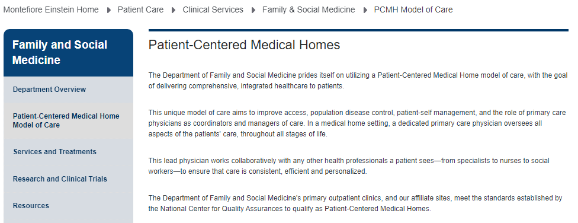 Montefiore Einstein Home ▶ Patient Care ▶ Clinical Services ▶ Family & Social Medicine ▶ PCMH Model of Care
Family and Social
Medicine
Department Overview
Patient-Centered Medical Home
Model of Care
Services and Treatments
Research and Clinical Trials
Resources
Patient-Centered Medical Homes
The Department of Family and Social Medicine prides itself on utilizing a Patient-Centered Medical Home model of care, with the goal
of delivering comprehensive, integrated healthcare to patients.
This unique model of care aims to improve access, population disease control, patient-self management, and the role of primary care
physicians as coordinators and managers of care. In a medical home setting, a dedicated primary care physician oversees all
aspects of the patients' care, throughout all stages of life.
This lead physician works collaboratively with any other health professionals a patient sees—from specialists to nurses to social
workers—to ensure that care is consistent, efficient and personalized.
The Department of Family and Social Medicine's primary outpatient clinics, and our affiliate sites, meet the standards established by
the National Center for Quality Assurances to qualify as Patient-Centered Medical Homes.